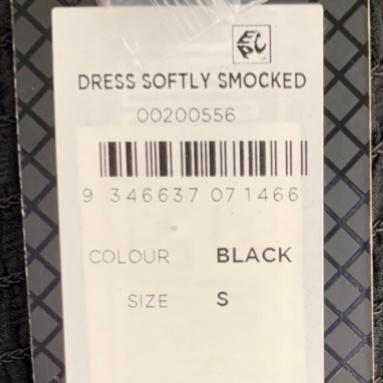 DRESS SOFTLY SMOCKED
00200556
9 346637 071466
COLOUR BLACK
SIZE S